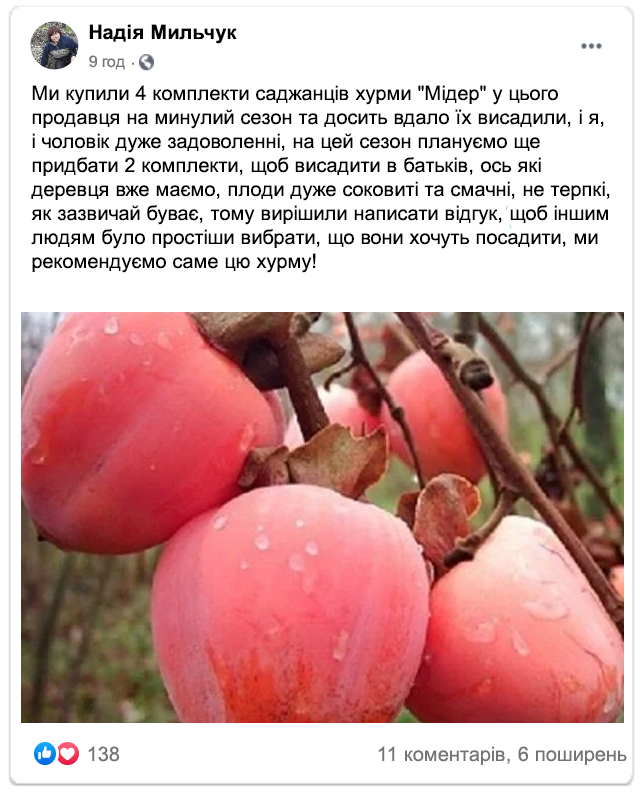 Надія Мильчук
9 год ·
Ми купили 4 комплекти саджанців хурми "Мідер" у цього
продавця на минулий сезон та досить вдало їх висадили, і я,
і чоловік дуже задоволенні, на цей сезон плануємо ще
придбати 2 комплекти, щоб висадити в батьків, ось які
деревця вже маємо, плоди дуже соковиті та смачні, не терпкі,
як зазвичай буває, тому вирішили написати відгук, щоб іншим
людям було простіши вибрати, що вони хочуть посадити, ми
рекомендуємо саме цю хурму!
138 11 коментарів, 6 поширень